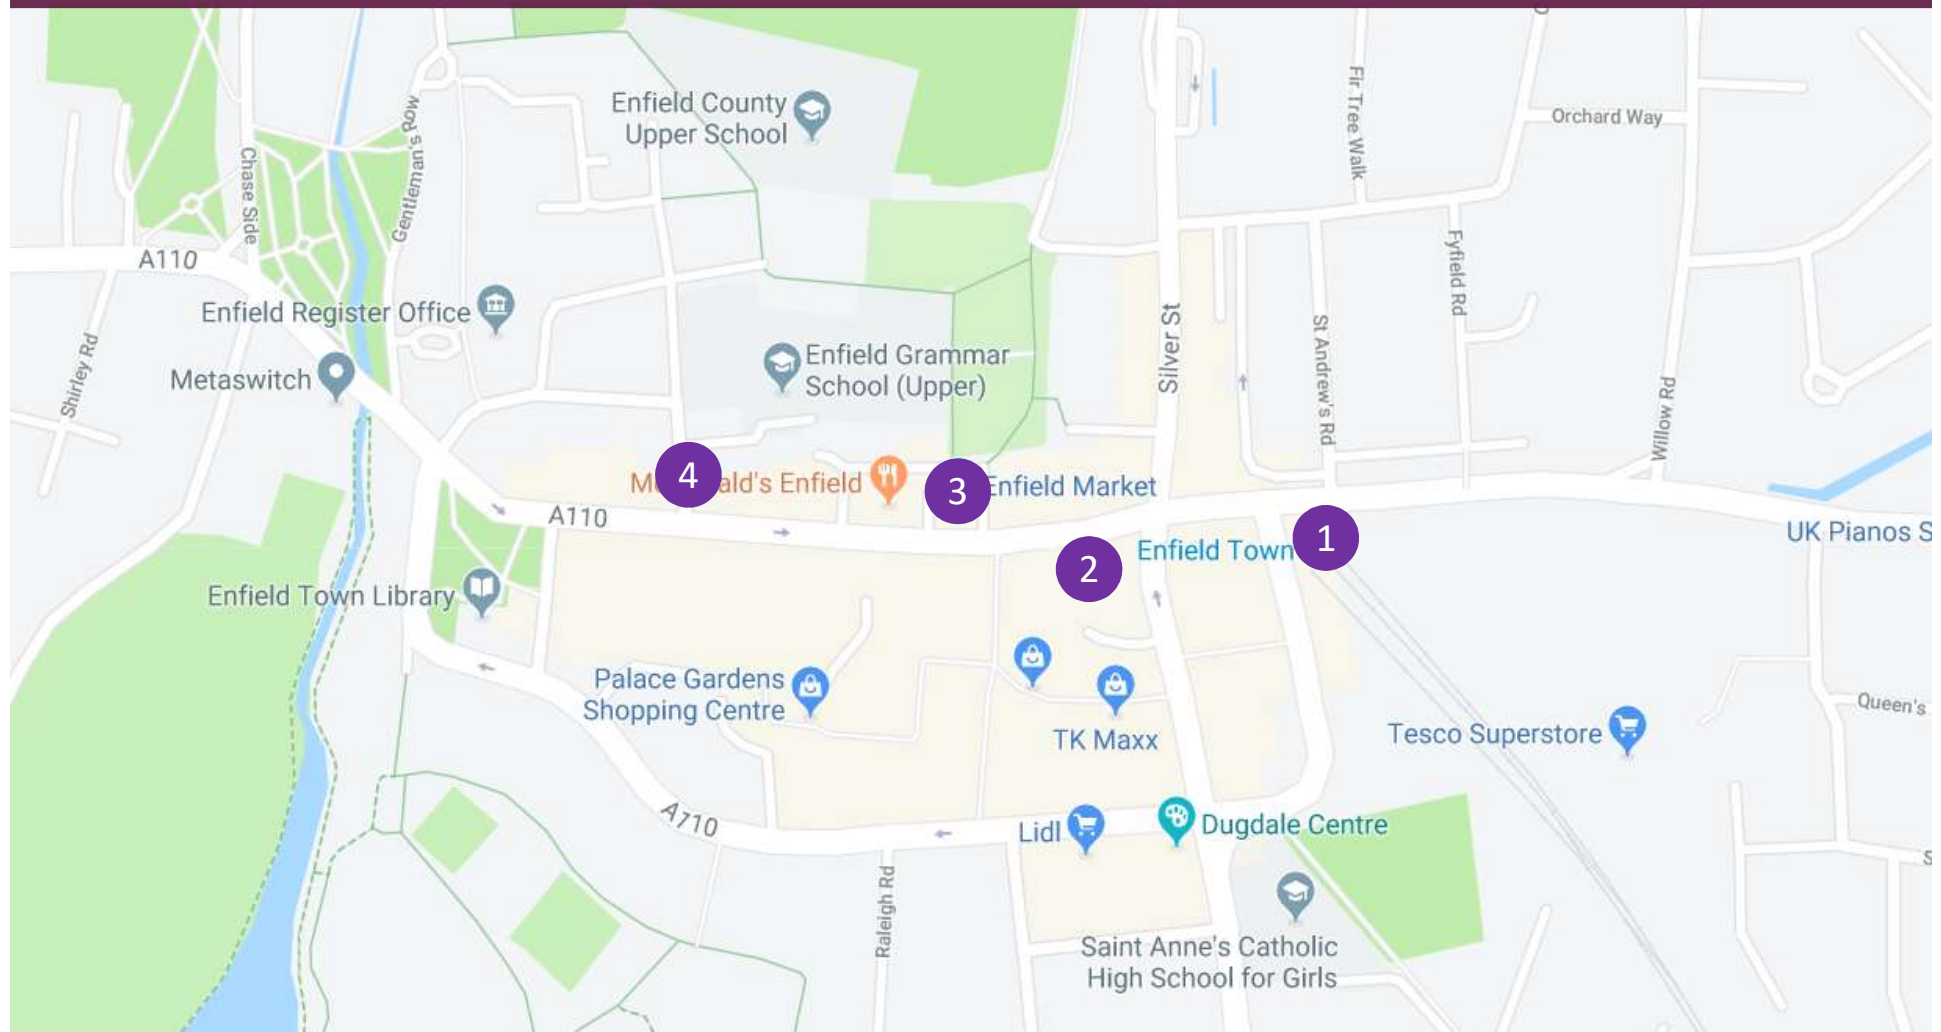 Enfield County
Upper School
Fir Tree Walk
Orchard Way
Chase Side
Gentleman's Row
A110
Fyfield Rd
Enfield Register Office
Silver St
St Andrew's Rd
Shirley Rd
Metaswitch
Enfield Grammar
School (Upper)
Willow Rd
4
ald's Enfield
3
Enfield Market
A110
1
UK Pianos S
Enfield Town
2
Enfield Town Library
Palace Gardens
Shopping Centre
TK Maxx
Tesco Superstore
Queen's
A110
Lidl
Dugdale Centre
S
Raleigh Rd
Saint Anne's Catholic
High School for Girls